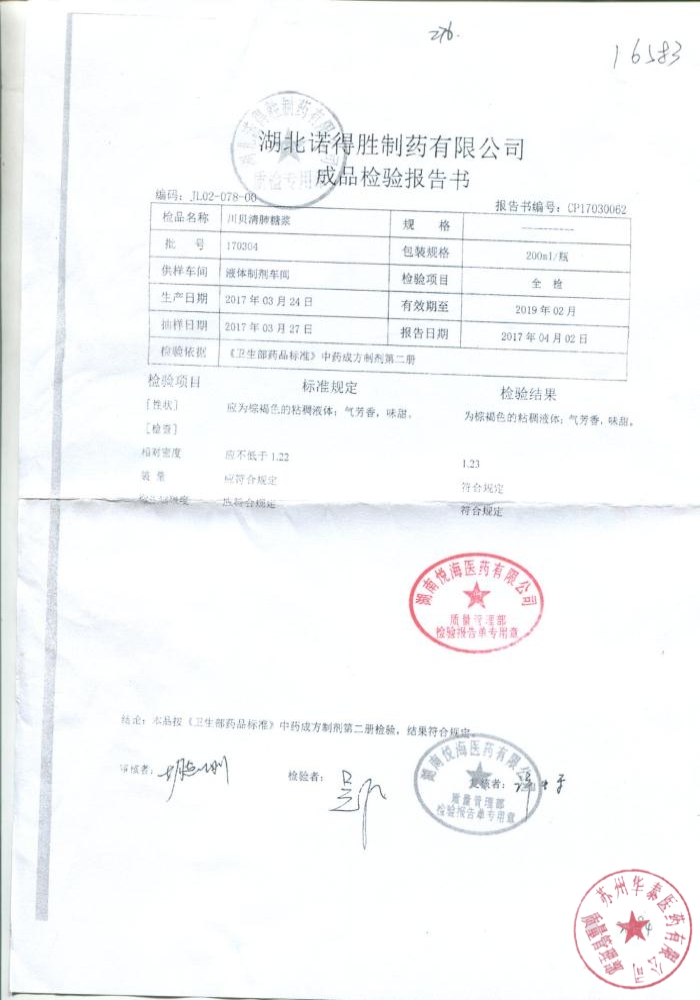 276.
16583
湖北诺得胜制药有限公司
成品检验报告书
质检专用
编码：JL02-078-00
报告书编号：CP17030062
检品名称 川贝清肺糖浆 规 格 ----------
批 号 170304 包装规格 200ml/瓶
供样车间 液体制剂车间 检验项目 全 检
生产日期 2017 年 03 月 24 日 有效期至 2019 年 02 月
抽样日期 2017 年 03 月 27 日 报告日期 2017 年 04 月 02 日
检验依据 《卫生部药品标准》中药成方制剂第二册
检验项目 标准规定 检验结果
[性状] 应为棕褐色的粘稠液体；气芳香，味甜。 为棕褐色的粘稠液体；气芳香，味甜。
[检查]
相对密度 应不低于 1.22 1.23
装 量 应符合规定 符合规定
应符合规定 符合规定
湖南悦海医药有限公司
质量管理部
检验报告单专用章
结论：本品按《卫生部药品标准》中药成方制剂第二册检验，结果符合规定。
审核者： 检验者： 复核者：
湖南悦海医药有限公司
质量管理部
检验报告单专用章
苏州华泰医药有限公司
质量管理专用章